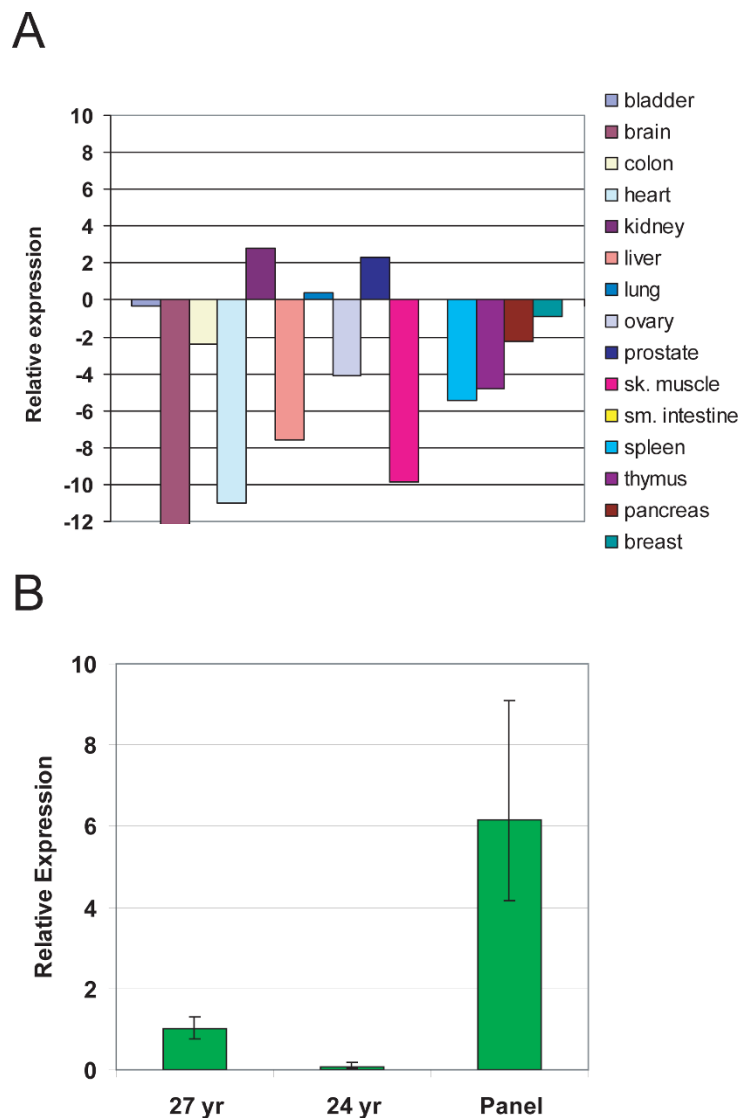 A
Relative expression
10
8
6
4
2
0
-2
-4
-6
-8
-10
-12
bladder
brain
colon
heart
kidney
liver
lung
ovary
prostate
sk. muscle
sm. intestine
spleen
thymus
pancreas
breast
B
Relative Expression
10
8
6
4
2
0
27 yr
24 yr
Panel